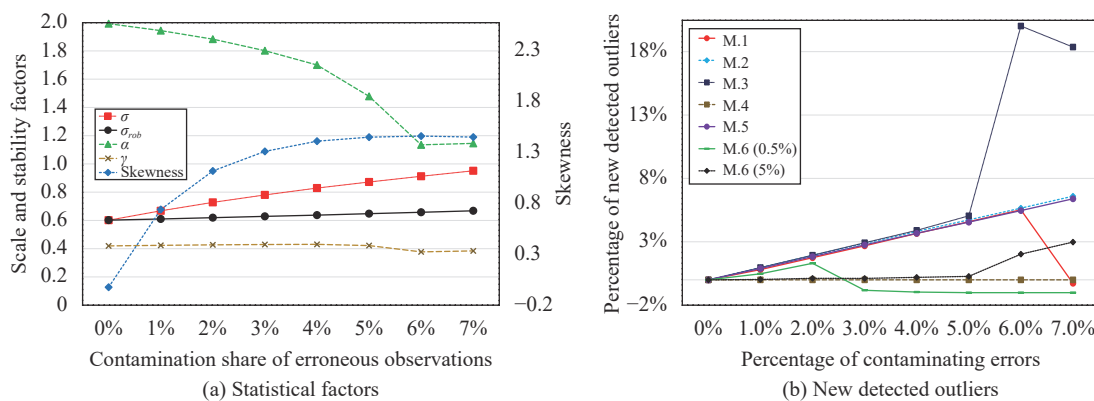 2.0
1.8
1.6
1.4
1.2
1.0
0.8
0.6
0.4
0.2
0
Scale and stability factors
σ
σrob
α
γ
Skewness
2.3
1.8
1.3
0.8
0.3
−0.2
Skewness
0% 1% 2% 3% 4% 5% 6% 7%
Contamination share of erroneous observations
(a) Statistical factors
18%
13%
8%
3%
−2%
Percentage of new detected outliers
M.1
M.2
M.3
M.4
M.5
M.6 (0.5%)
M.6 (5%)
0% 1.0% 2.0% 3.0% 4.0% 5.0% 6.0% 7.0%
Percentage of contaminating errors
(b) New detected outliers